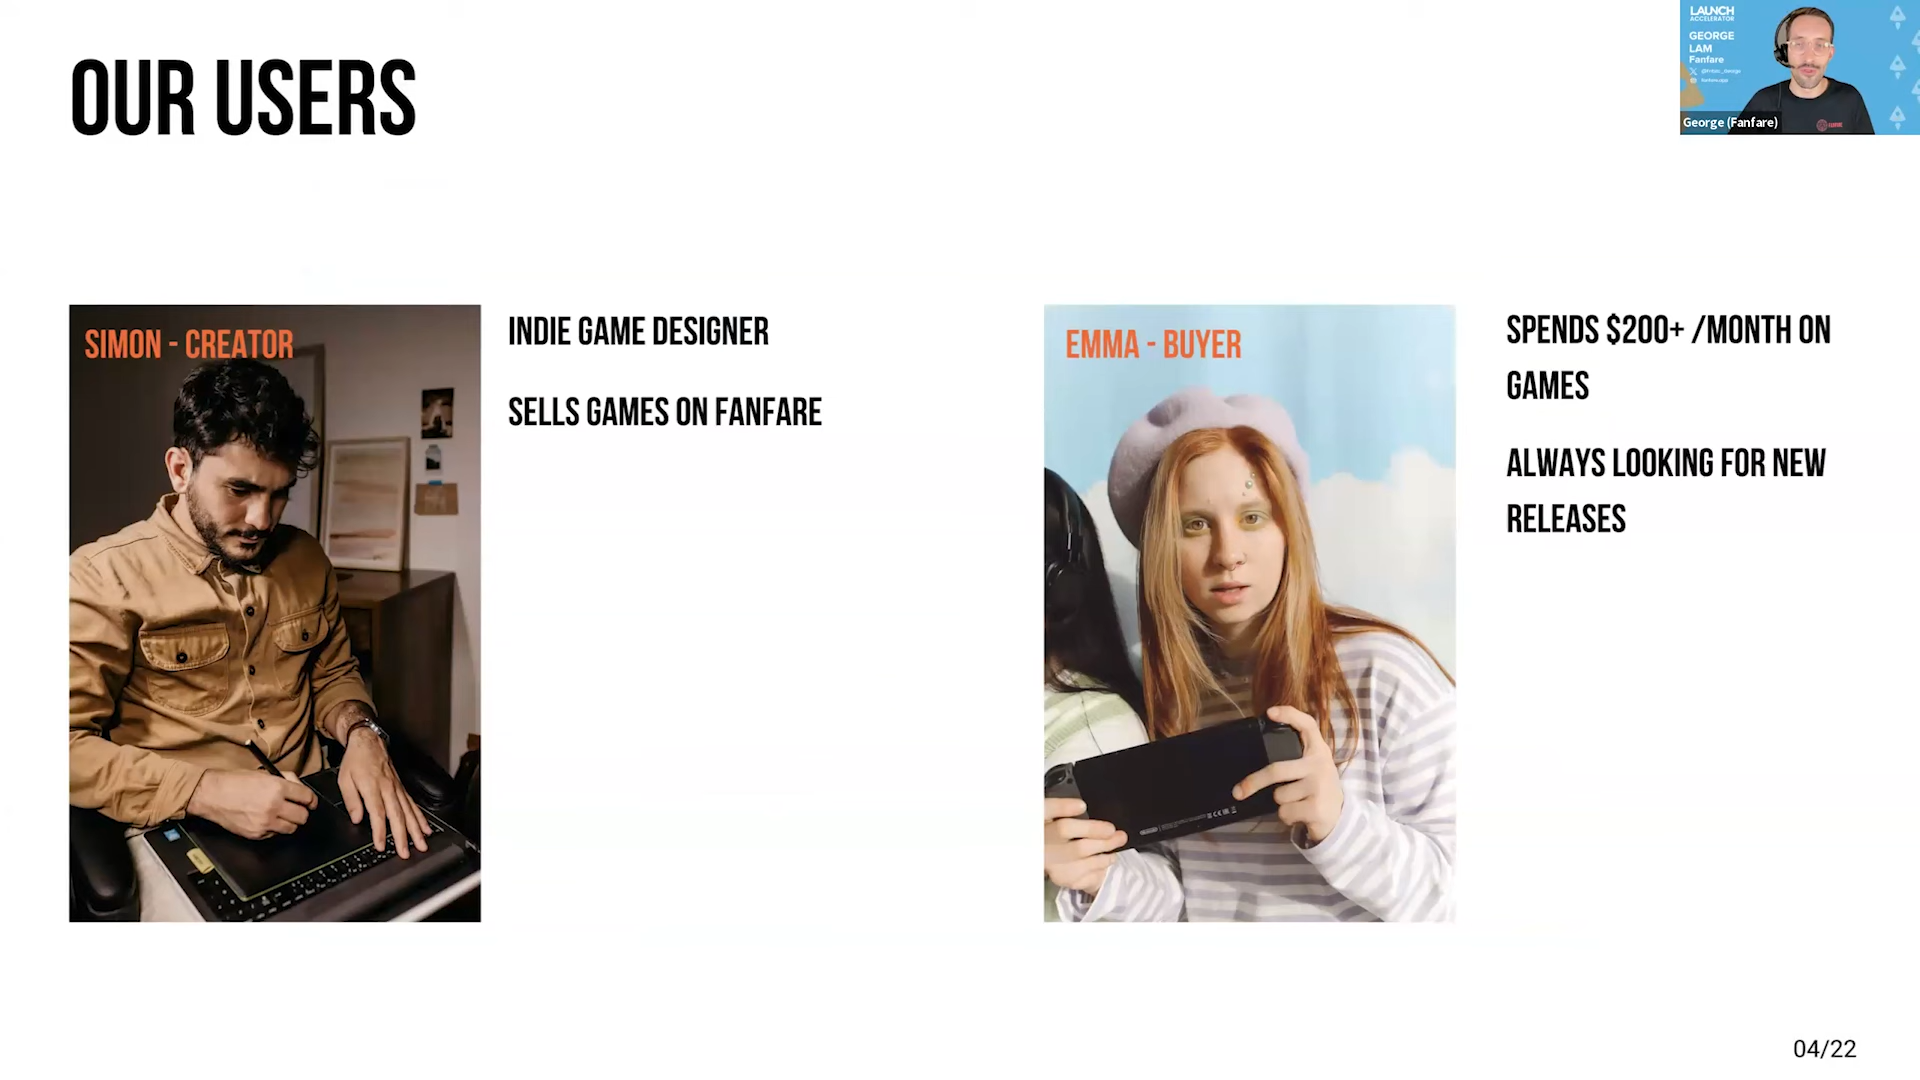 OUR USERS
LAUNCH
ACCELERATOR
GEORGE
LAM
Fanfare
George (Fanfare)
SIMON - CREATOR
INDIE GAME DESIGNER
SELLS GAMES ON FANFARE
EMMA - BUYER
SPENDS $200+ /MONTH ON
GAMES
ALWAYS LOOKING FOR NEW
RELEASES
04/22